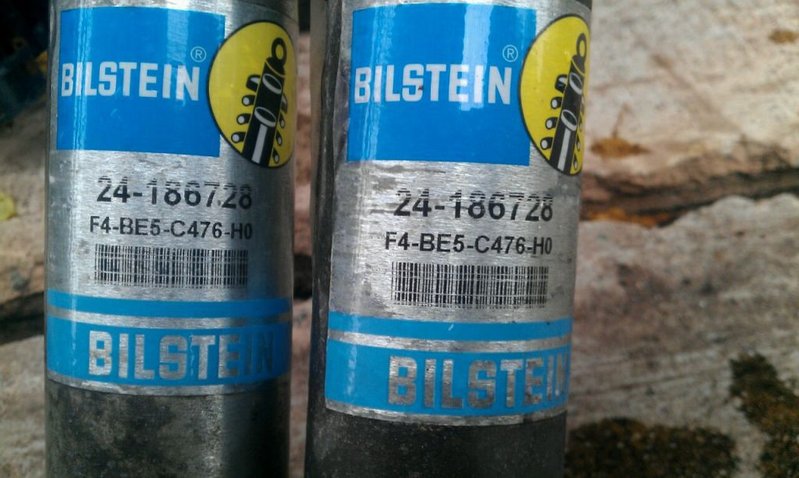 BILSTEIN®
24-186728
F4-BE5-C476-H0
BILSTEIN
BILSTEIN®
24-186728
F4-BE5-C476-H0
BILSTEIN